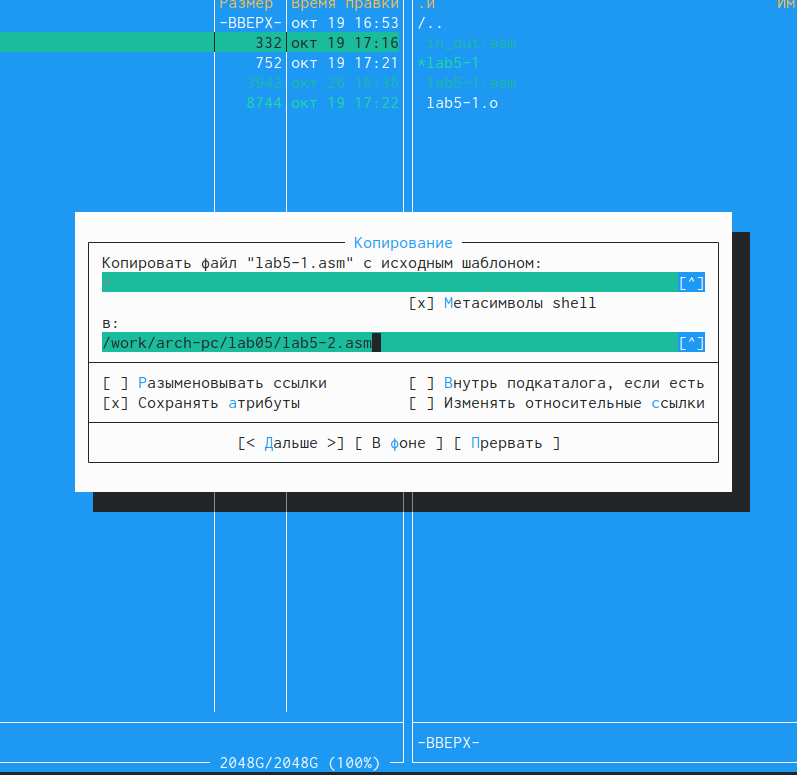 Размер Время правки .и Им
-ВВЕРХ- окт 19 16:53 /..
332 окт 19 17:16 in_out.asm
752 окт 19 17:21 *lab5-1
3942 окт 26 16:36 lab5-1.asm
8744 окт 19 17:22 lab5-1.o
Копирование
Копировать файл "lab5-1.asm" с исходным шаблоном:
* [^]
[x] Метасимволы shell
в:
/work/arch-pc/lab05/lab5-2.asm [^]
[ ] Разыменовывать ссылки [ ] Внутрь подкаталога, если есть
[x] Сохранять атрибуты [ ] Изменять относительные ссылки
[< Дальше >] [ В фоне ] [ Прервать ]
-ВВЕРХ-
2048G/2048G (100%)